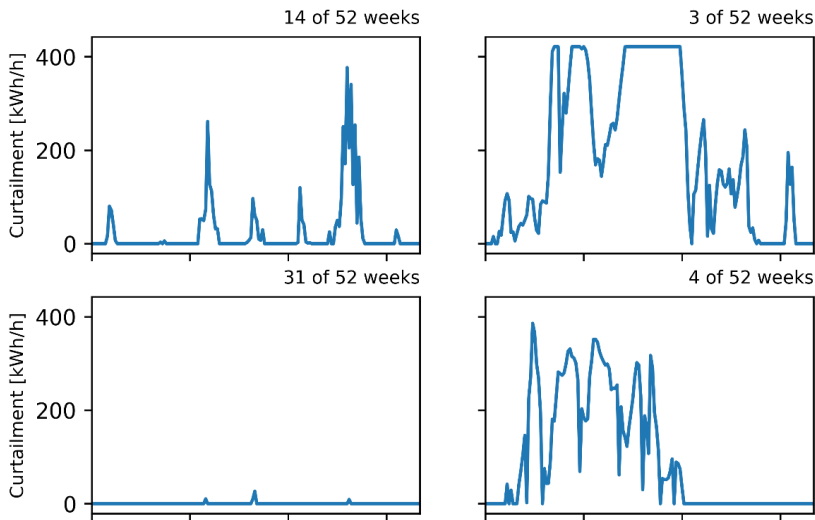 14 of 52 weeks
3 of 52 weeks
Curtailment [kWh/h]
400
200
0
31 of 52 weeks
4 of 52 weeks
Curtailment [kWh/h]
400
200
0